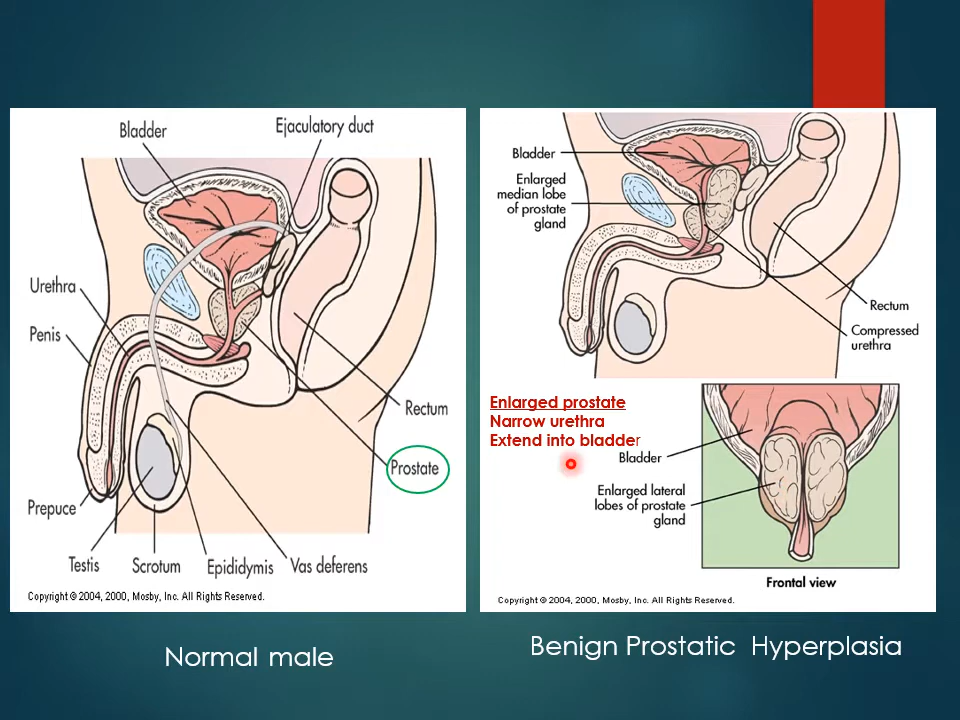 Bladder
Ejaculatory duct
Urethra
Penis
Rectum
Prostate
Prepuce
Testis
Scrotum
Epididymis
Vas deferens
Copyright © 2004, 2000, Mosby, Inc. All Rights Reserved.
Normal male
Bladder
Enlarged
median lobe
of prostate
gland
Rectum
Compressed
urethra
Enlarged prostate
Narrow urethra
Extend into bladder
Bladder
Enlarged lateral
lobes of prostate
gland
Frontal view
Copyright © 2004, 2000, Mosby, Inc. All Rights Reserved.
Benign Prostatic Hyperplasia